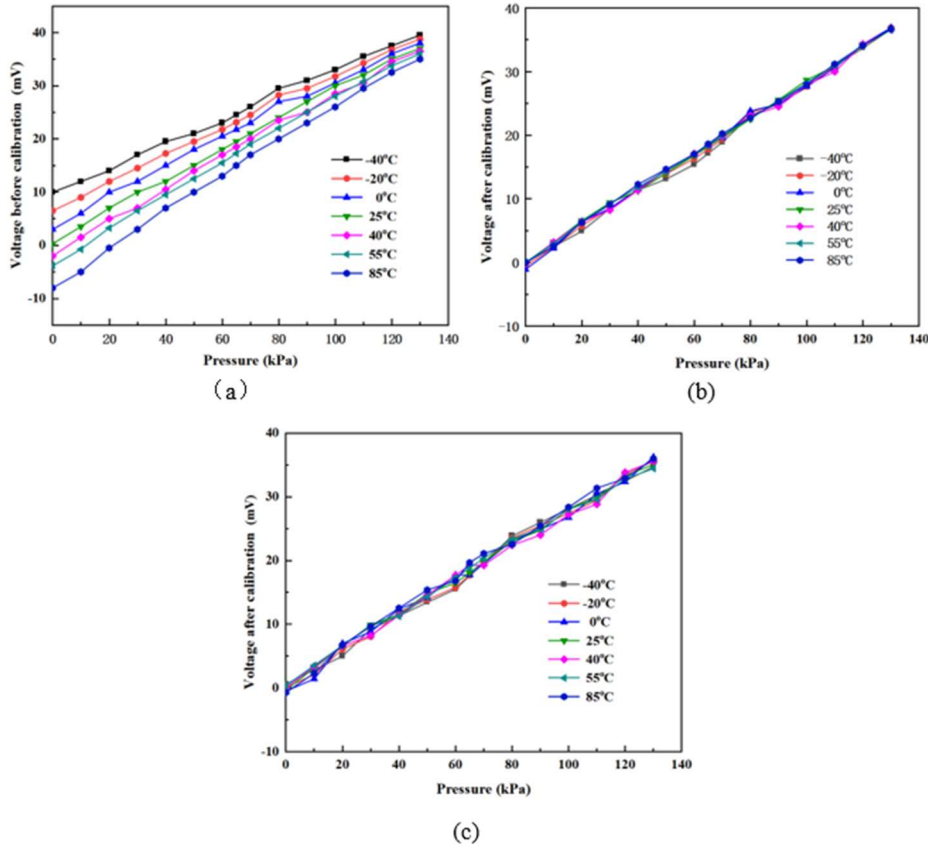 40
30
20
10
0
-10
Voltage before calibration (mV)
-40°C
-20°C
0°C
25°C
40°C
55°C
85°C
0 20 40 60 80 100 120 140
Pressure (kPa)
（a）
40
30
20
10
0
-10
Voltage after calibration (mV)
-40℃
-20℃
0℃
25℃
40℃
55℃
85℃
0 20 40 60 80 100 120 140
Pressure (kPa)
(b)
40
30
20
10
0
-10
Voltage after calibration (mV)
-40°C
-20°C
0°C
25°C
40°C
55°C
85°C
0 20 40 60 80 100 120 140
Pressure (kPa)
(c)